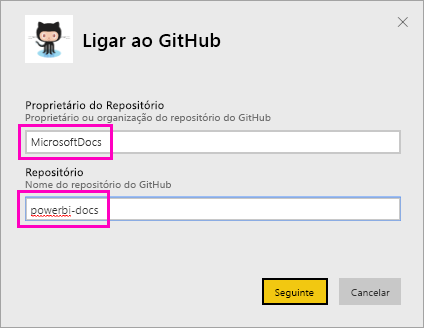 Ligar ao GitHub
Proprietário do Repositório
Proprietário ou organização do repositório do GitHub
MicrosoftDocs
Repositório
Nome do repositório do GitHub
powerbi-docs
Seguinte
Cancelar